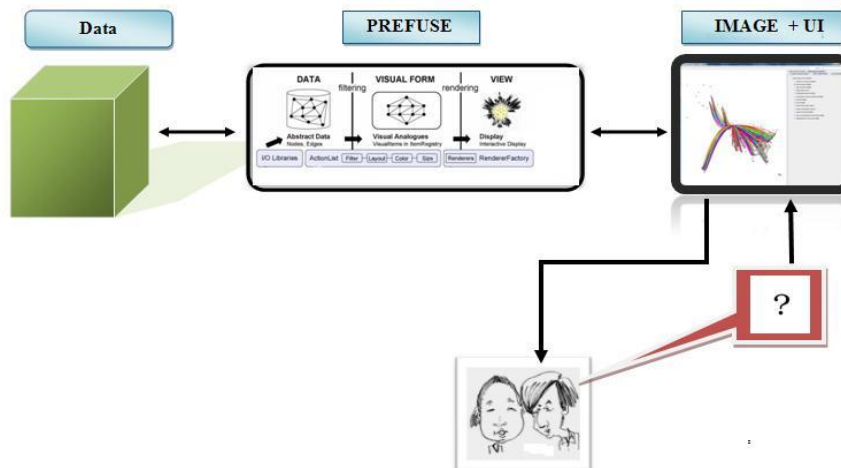 Data
PREFUSE
IMAGE + UI
DATA
VISUAL FORM
VIEW
filtering
rendering
Abstract Data
Nodes, Edges
Visual Analogues
VisualItems in ItemRegistry
Display
Interactive Display
I/O Libraries
ActionList
Filter
Layout
Color
Size
Renderers
RendererFactory
?